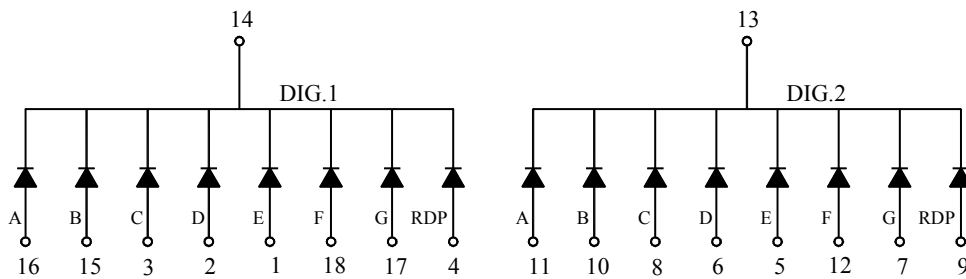 14 13
DIG.1 DIG.2
A B C D E F G RDP A B C D E F G RDP
16 15 3 2 1 18 17 4 11 10 8 6 5 12 7 9